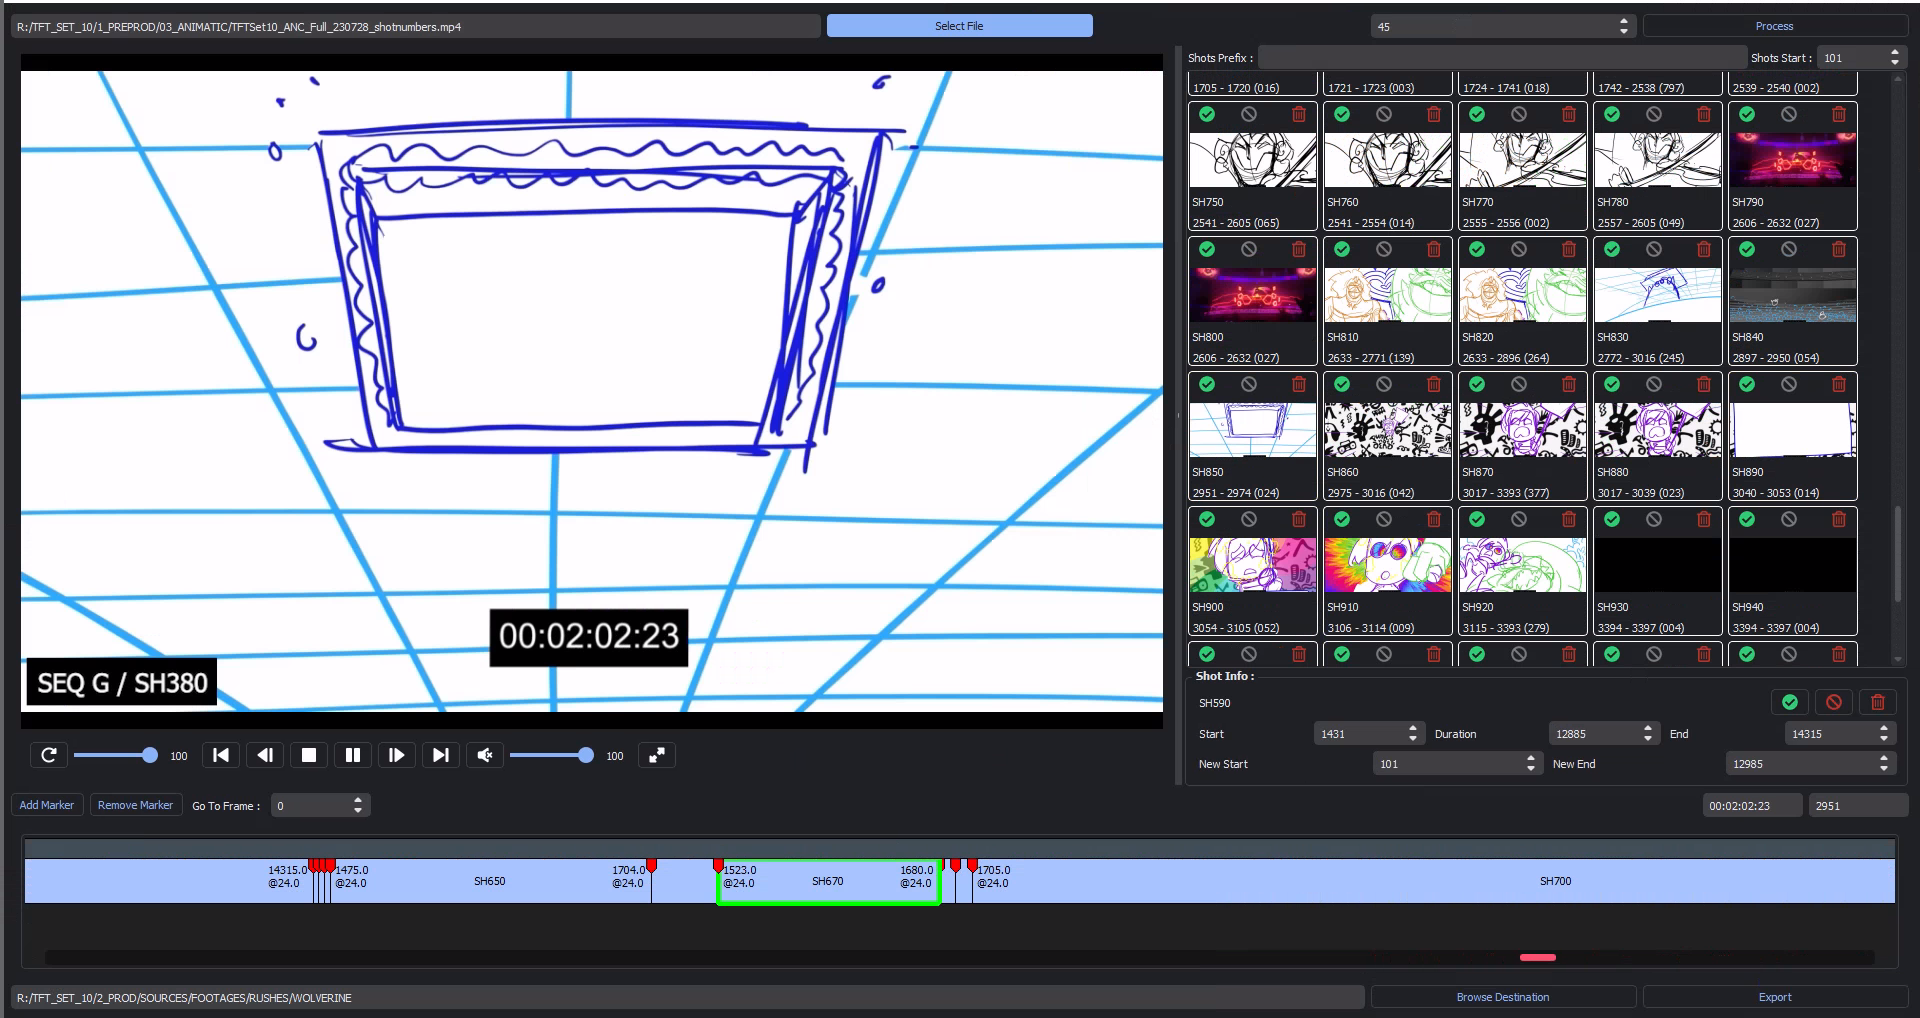 R:/TFT_SET_10/1_PREPROD/03_ANIMATIC/TFTSet10_ANC_Full_230728_shotnumbers.mp4
Select File
45
Process
Shots Prefix :
Shots Start : 101
1705 - 1720 (016)
1721 - 1723 (003)
1724 - 1741 (018)
1742 - 2538 (797)
2539 - 2540 (002)
SH750
2541 - 2605 (065)
SH760
2541 - 2554 (014)
SH770
2555 - 2556 (002)
SH780
2557 - 2605 (049)
SH790
2606 - 2632 (027)
SH800
2606 - 2632 (027)
SH810
2633 - 2771 (139)
SH820
2633 - 2896 (264)
SH830
2772 - 3016 (245)
SH840
2897 - 2950 (054)
SH850
2951 - 2974 (024)
SH860
2975 - 3016 (042)
SH870
3017 - 3393 (377)
SH880
3017 - 3039 (023)
SH890
3040 - 3053 (014)
SH900
3054 - 3105 (052)
SH910
3106 - 3114 (009)
SH920
3115 - 3393 (279)
SH930
3394 - 3397 (004)
SH940
3394 - 3397 (004)
00:02:02:23
SEQ G / SH380
Shot Info :
SH590
Start 1431 Duration 12885 End 14315
New Start 101 New End 12985
100
100
Add Marker
Remove Marker
Go To Frame : 0
00:02:02:23
2951
14315.0
@24.0
1475.0
@24.0
SH650
1704.0
@24.0
1523.0
@24.0
SH670
1680.0
@24.0
1705.0
@24.0
SH700
R:/TFT_SET_10/2_PROD/SOURCES/FOOTAGES/RUSHES/WOLVERINE
Browse Destination
Export